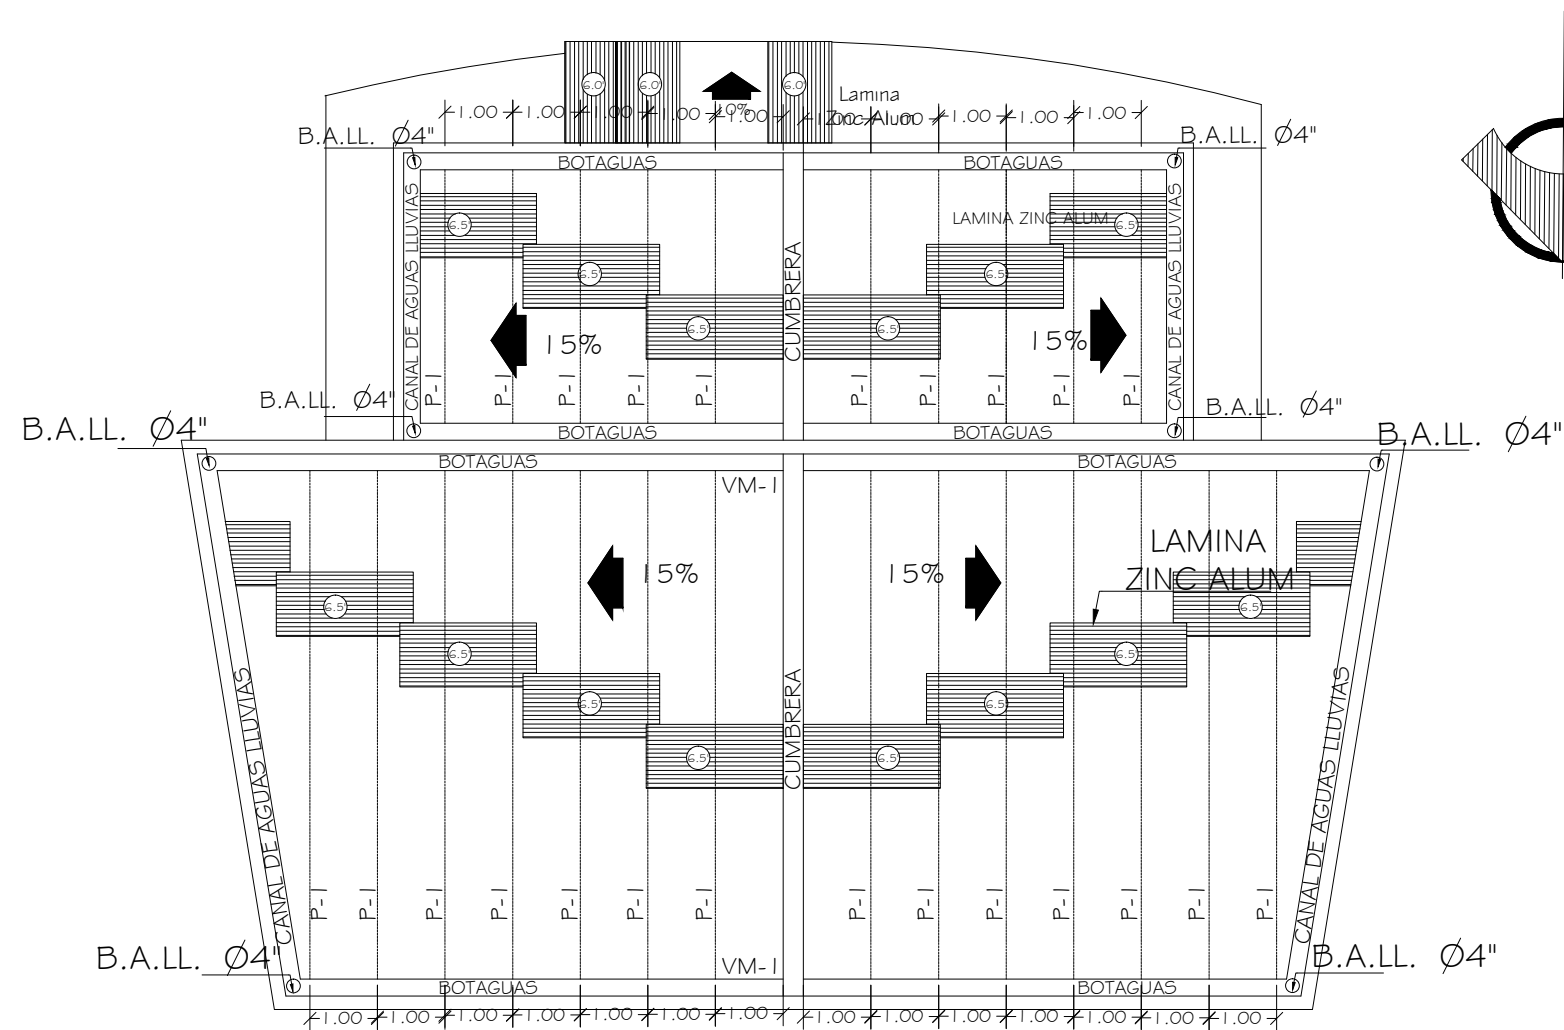 6.0' 6.0' 6.0'
Lamina
Zinc Alum
1.00 1.00 1.00 1.00 1.00 1.00 1.00 1.00 1.00 1.00
B.A.LL. Ø4" B.A.LL. Ø4"
BOTAGUAS BOTAGUAS
CANAL DE AGUAS LLUVIAS
CANAL DE AGUAS LLUVIAS
6.5' LAMINA ZINC ALUM 6.5'
6.5' 6.5'
CUMBRERA
6.5' 6.5'
15% 15%
P-1 P-1 P-1 P-1 P-1 P-1 P-1 P-1 P-1 P-1
B.A.LL. Ø4" B.A.LL. Ø4"
B.A.LL. Ø4" B.A.LL. Ø4"
BOTAGUAS BOTAGUAS
BOTAGUAS BOTAGUAS
VM-1
LAMINA
ZINC ALUM
15% 15%
6.5' 6.5'
6.5' 6.5'
6.5' 6.5'
CUMBRERA
6.5' 6.5'
CANAL DE AGUAS LLUVIAS
CANAL DE AGUAS LLUVIAS
P-1 P-1 P-1 P-1 P-1 P-1 P-1 P-1 P-1 P-1 P-1 P-1 P-1 P-1
B.A.LL. Ø4" B.A.LL. Ø4"
VM-1
BOTAGUAS BOTAGUAS
1.00 1.00 1.00 1.00 1.00 1.00 1.00 1.00 1.00 1.00 1.00 1.00 1.00 1.00